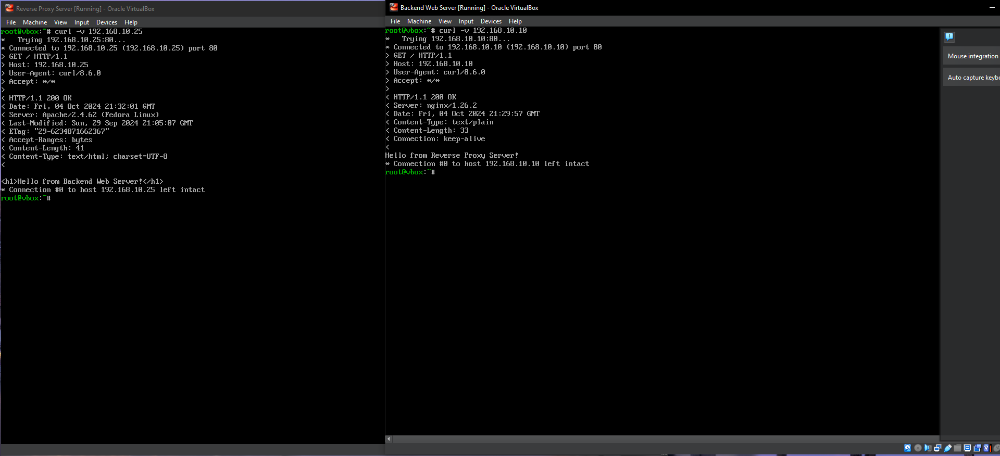 Reverse Proxy Server [Running] - Oracle VirtualBox
File Machine View Input Devices Help
root@vbox:~# curl -v 192.168.10.25
*   Trying 192.168.10.25:80...
* Connected to 192.168.10.25 (192.168.10.25) port 80
> GET / HTTP/1.1
> Host: 192.168.10.25
> User-Agent: curl/8.6.0
> Accept: */*
>
< HTTP/1.1 200 OK
< Date: Fri, 04 Oct 2024 21:32:01 GMT
< Server: Apache/2.4.62 (Fedora Linux)
< Last-Modified: Sun, 29 Sep 2024 21:05:07 GMT
< ETag: "29-6234871662367"
< Accept-Ranges: bytes
< Content-Length: 41
< Content-Type: text/html; charset=UTF-8
<
<h1>Hello from Backend Web Server!</h1>
* Connection #0 to host 192.168.10.25 left intact
root@vbox:~#
Backend Web Server [Running] - Oracle VirtualBox
File Machine View Input Devices Help
root@vbox:~# curl -v 192.168.10.10
*   Trying 192.168.10.10:80...
* Connected to 192.168.10.10 (192.168.10.10) port 80
> GET / HTTP/1.1
> Host: 192.168.10.10
> User-Agent: curl/8.6.0
> Accept: */*
>
< HTTP/1.1 200 OK
< Server: nginx/1.26.2
< Date: Fri, 04 Oct 2024 21:29:57 GMT
< Content-Type: text/plain
< Content-Length: 33
< Connection: keep-alive
<
Hello from Reverse Proxy Server!
* Connection #0 to host 192.168.10.10 left intact
root@vbox:~#
Mouse integration
Auto capture keybo